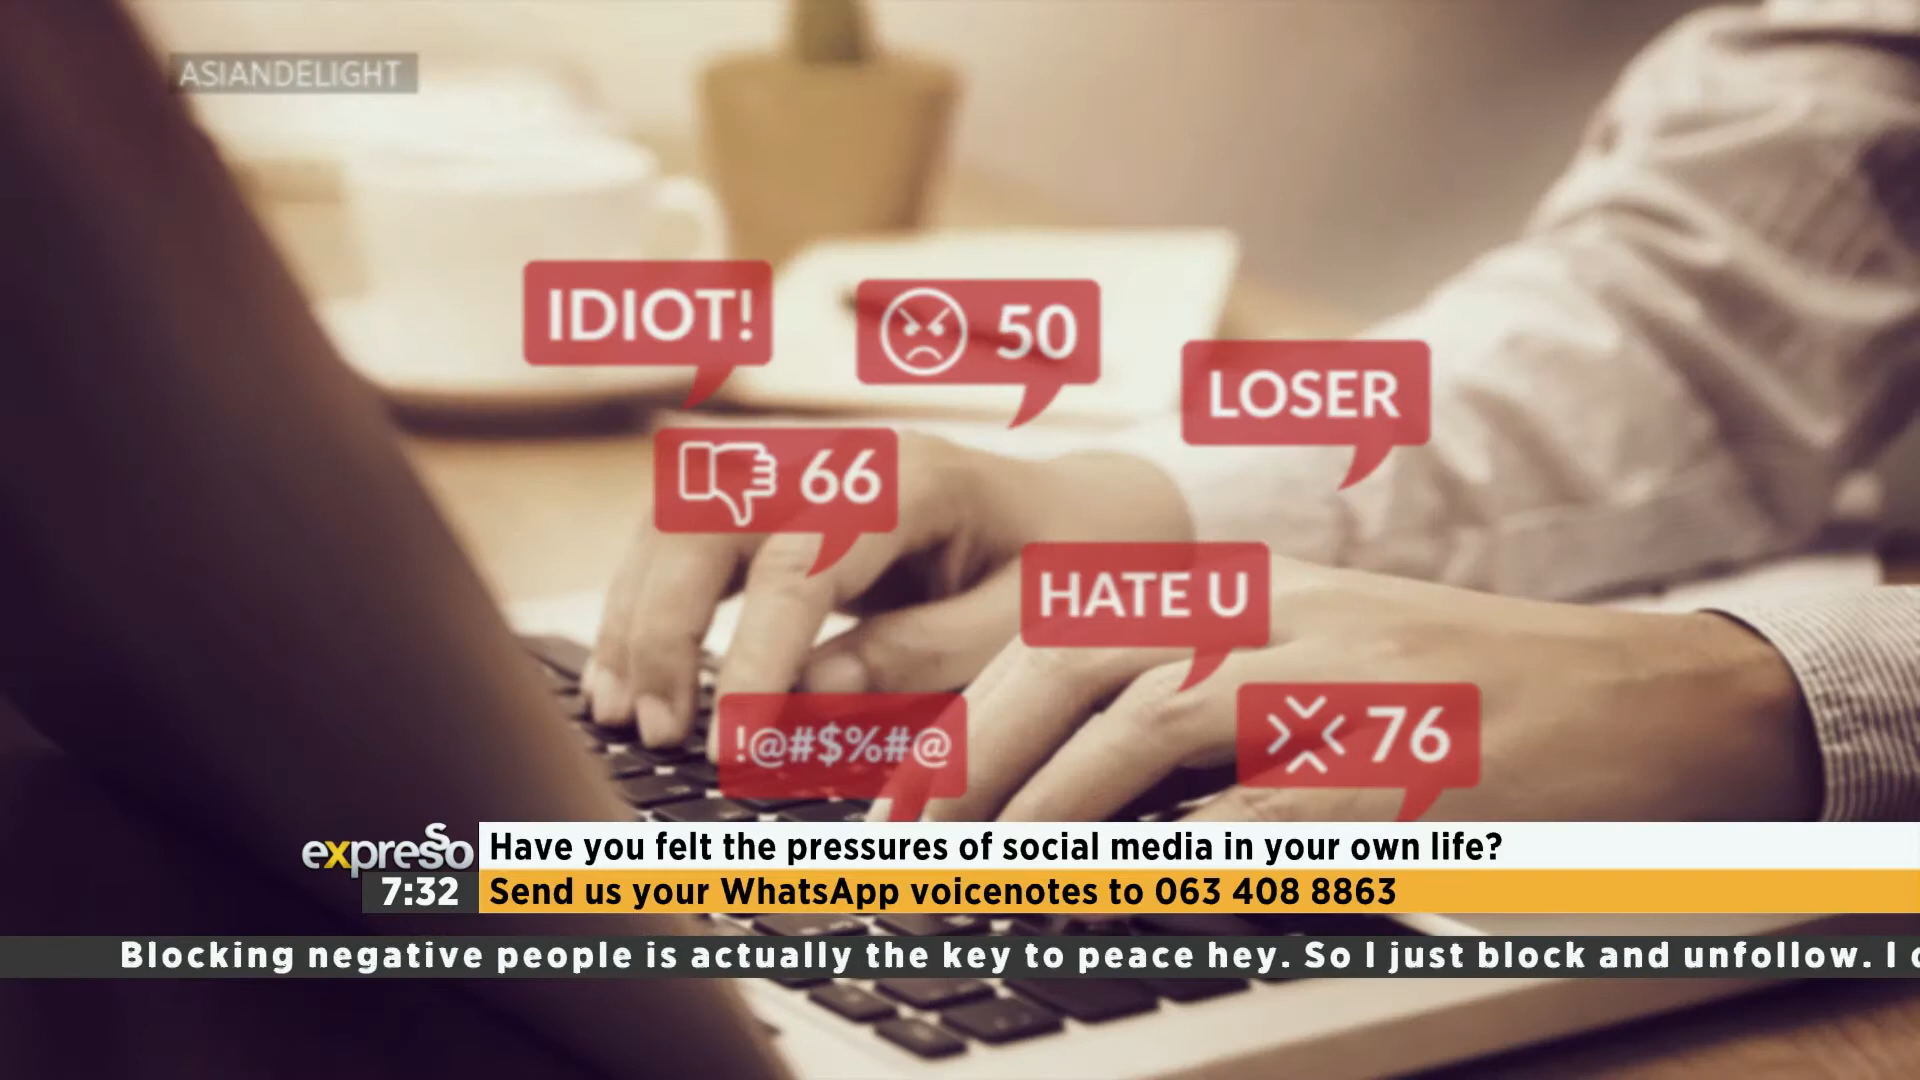 ASIANDELIGHT
IDIOT!
50
LOSER
66
HATE U
!@#$%#@
76
expresso
Have you felt the pressures of social media in your own life?
7:32
Send us your WhatsApp voicenotes to 063 408 8863
Blocking negative people is actually the key to peace hey. So I just block and unfollow. I